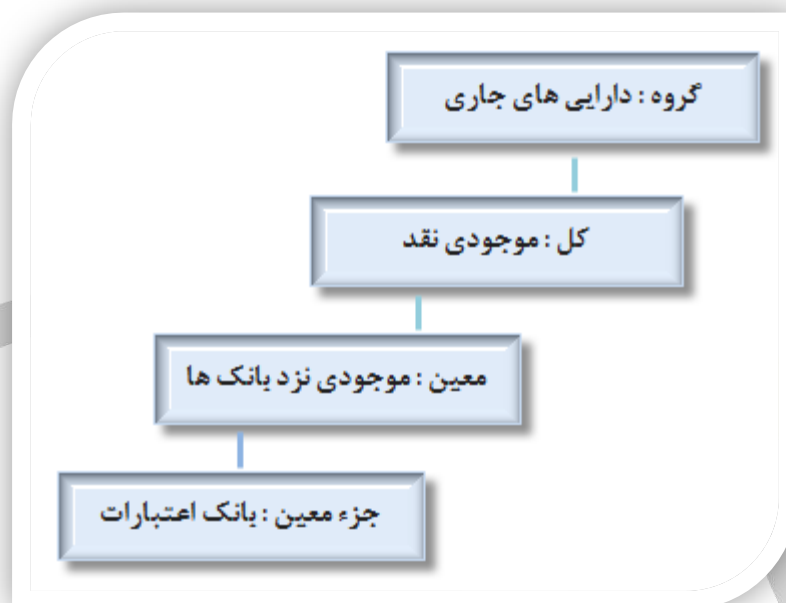 گروه : دارایی های جاری
کل : موجودی نقد
معین : موجودی نزد بانک ها
جزء معین : بانک اعتبارات